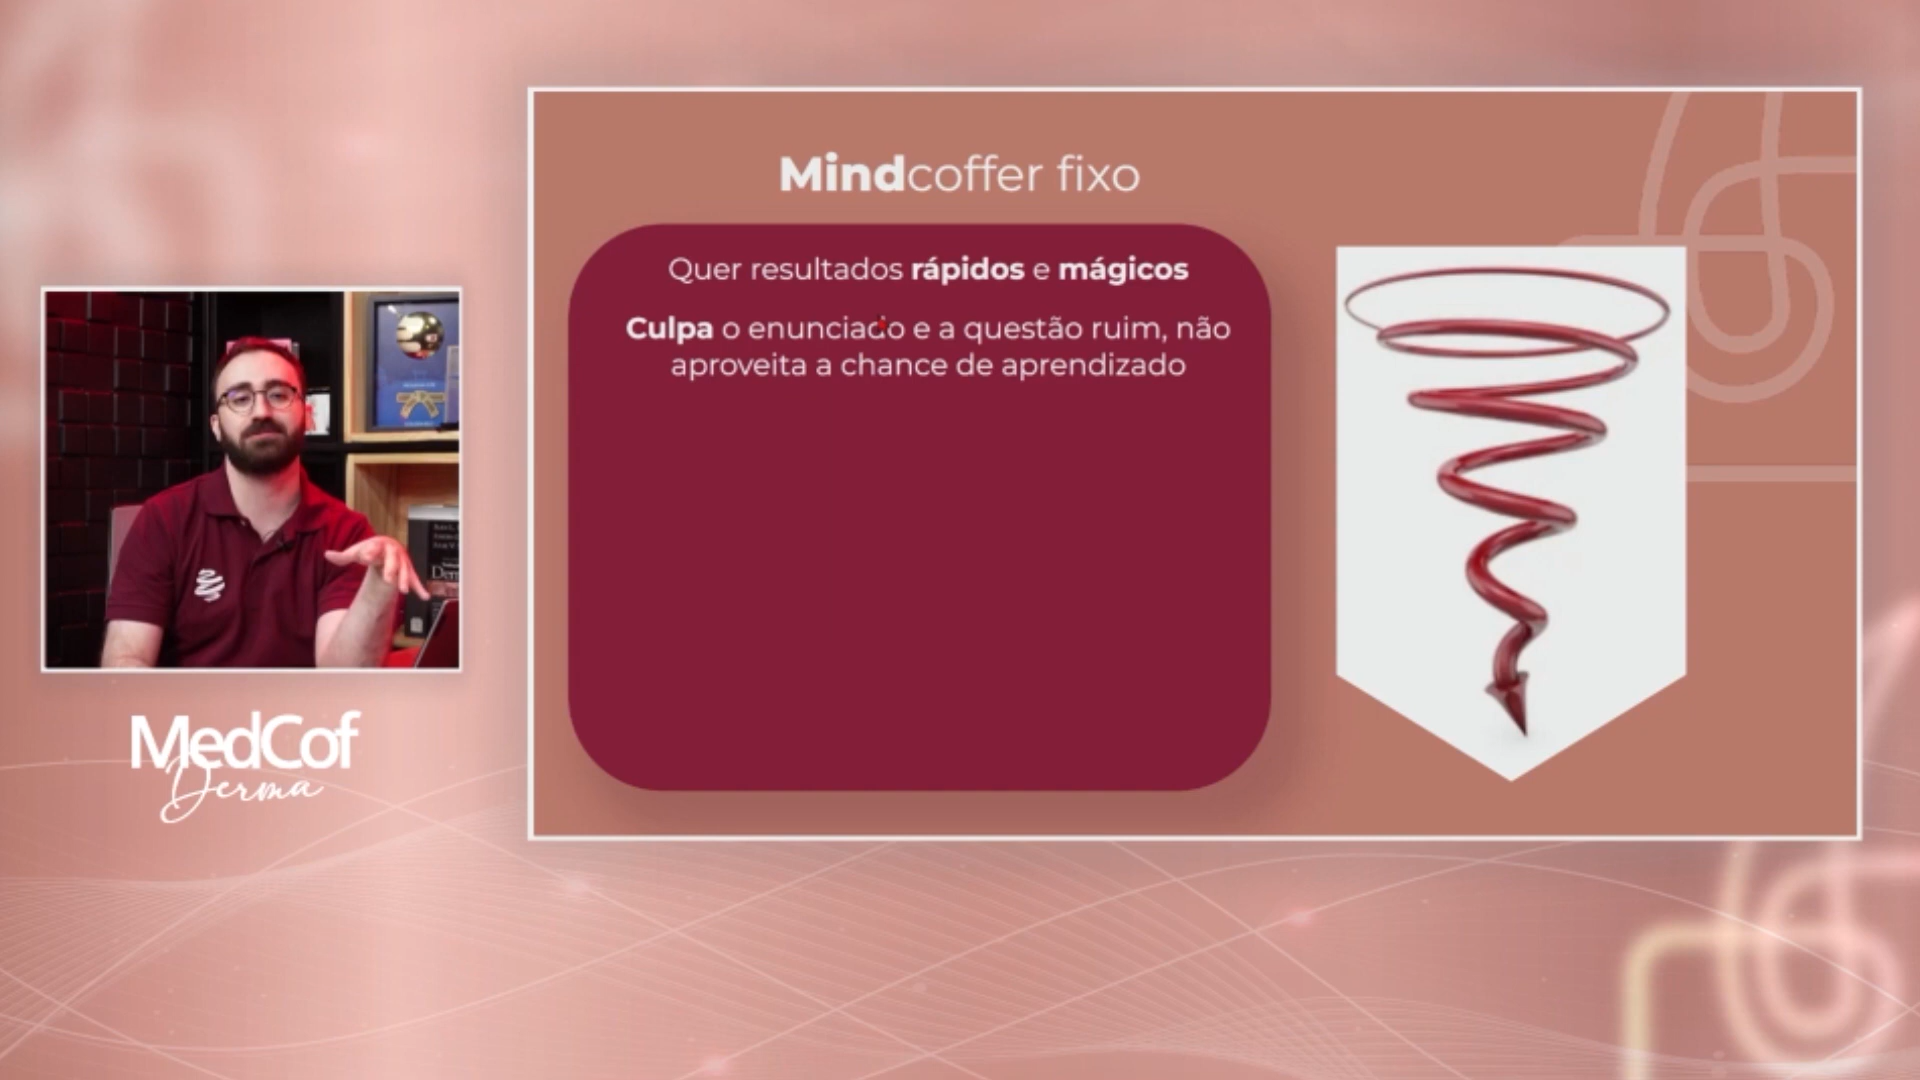 Mindcoffer fixo
Quer resultados rápidos e mágicos
Culpa o enunciado e a questão ruim, não
aproveita a chance de aprendizado
MedCof
Derma